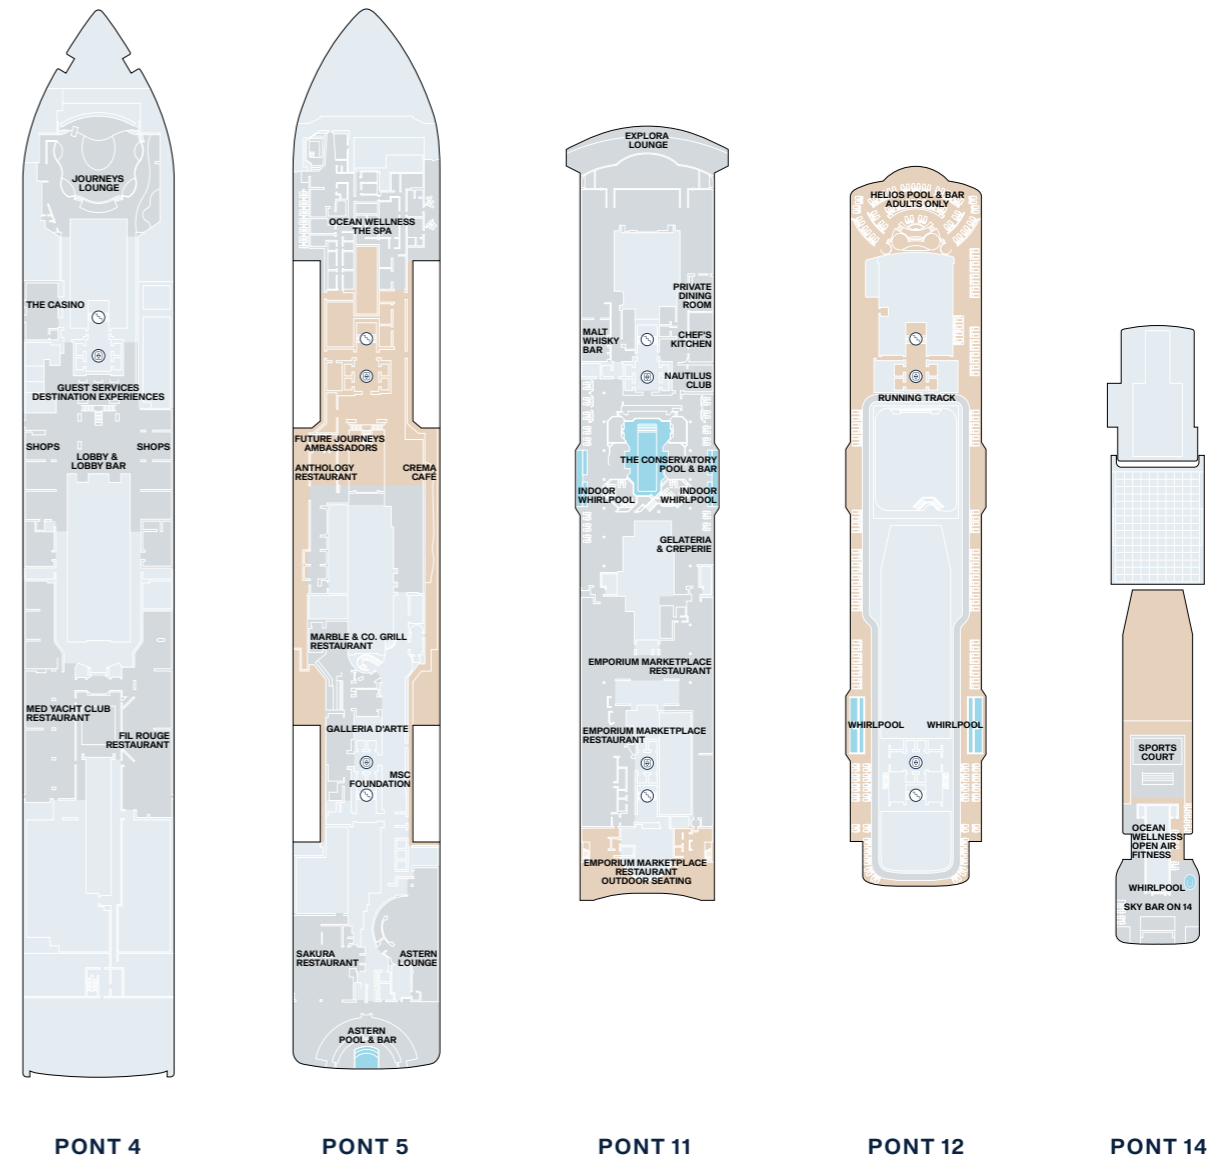 JOURNEYS
LOUNGE
THE CASINO
GUEST SERVICES
DESTINATION EXPERIENCES
SHOPS
SHOPS
LOBBY &
LOBBY BAR
MED YACHT CLUB
RESTAURANT
FIL ROUGE
RESTAURANT
PONT 4
OCEAN WELLNESS
THE SPA
FUTURE JOURNEYS
AMBASSADORS
ANTHOLOGY
RESTAURANT
CREMA
CAFÉ
MARBLE & CO. GRILL
RESTAURANT
GALLERIA D'ARTE
MSC
FOUNDATION
SAKURA
RESTAURANT
ASTERN
LOUNGE
ASTERN
POOL & BAR
PONT 5
EXPLORA
LOUNGE
PRIVATE
DINING
ROOM
MALT
WHISKY
BAR
CHEF'S
KITCHEN
NAUTILUS
CLUB
THE CONSERVATORY
POOL & BAR
INDOOR
WHIRLPOOL
INDOOR
WHIRLPOOL
GELATERIA
& CREPERIE
EMPORIUM MARKETPLACE
RESTAURANT
EMPORIUM MARKETPLACE
RESTAURANT
EMPORIUM MARKETPLACE
RESTAURANT
OUTDOOR SEATING
PONT 11
HELIOS POOL & BAR
ADULTS ONLY
RUNNING TRACK
WHIRLPOOL
WHIRLPOOL
PONT 12
SPORTS
COURT
OCEAN
WELLNESS
OPEN AIR
FITNESS
WHIRLPOOL
SKY BAR ON 14
PONT 14